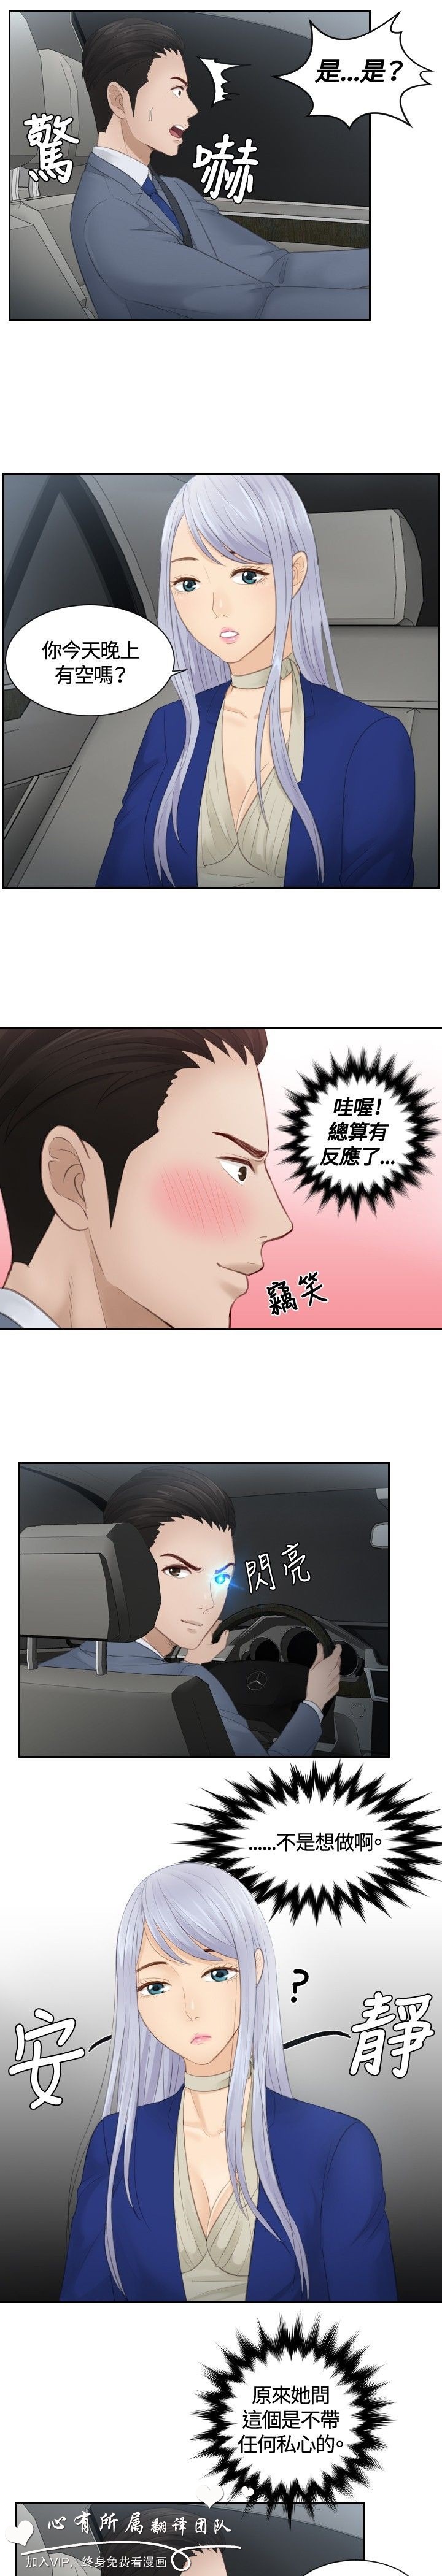 是...是？
驚
嚇
你今天晚上
有空嗎？
哇喔！
總算有
反應了...
竊笑
閃亮
......不是想做啊。
？
安
靜
原來她問
這個是不帶
任何私心的。
心有所属翻译团队
加入VIP，终身免费看漫画